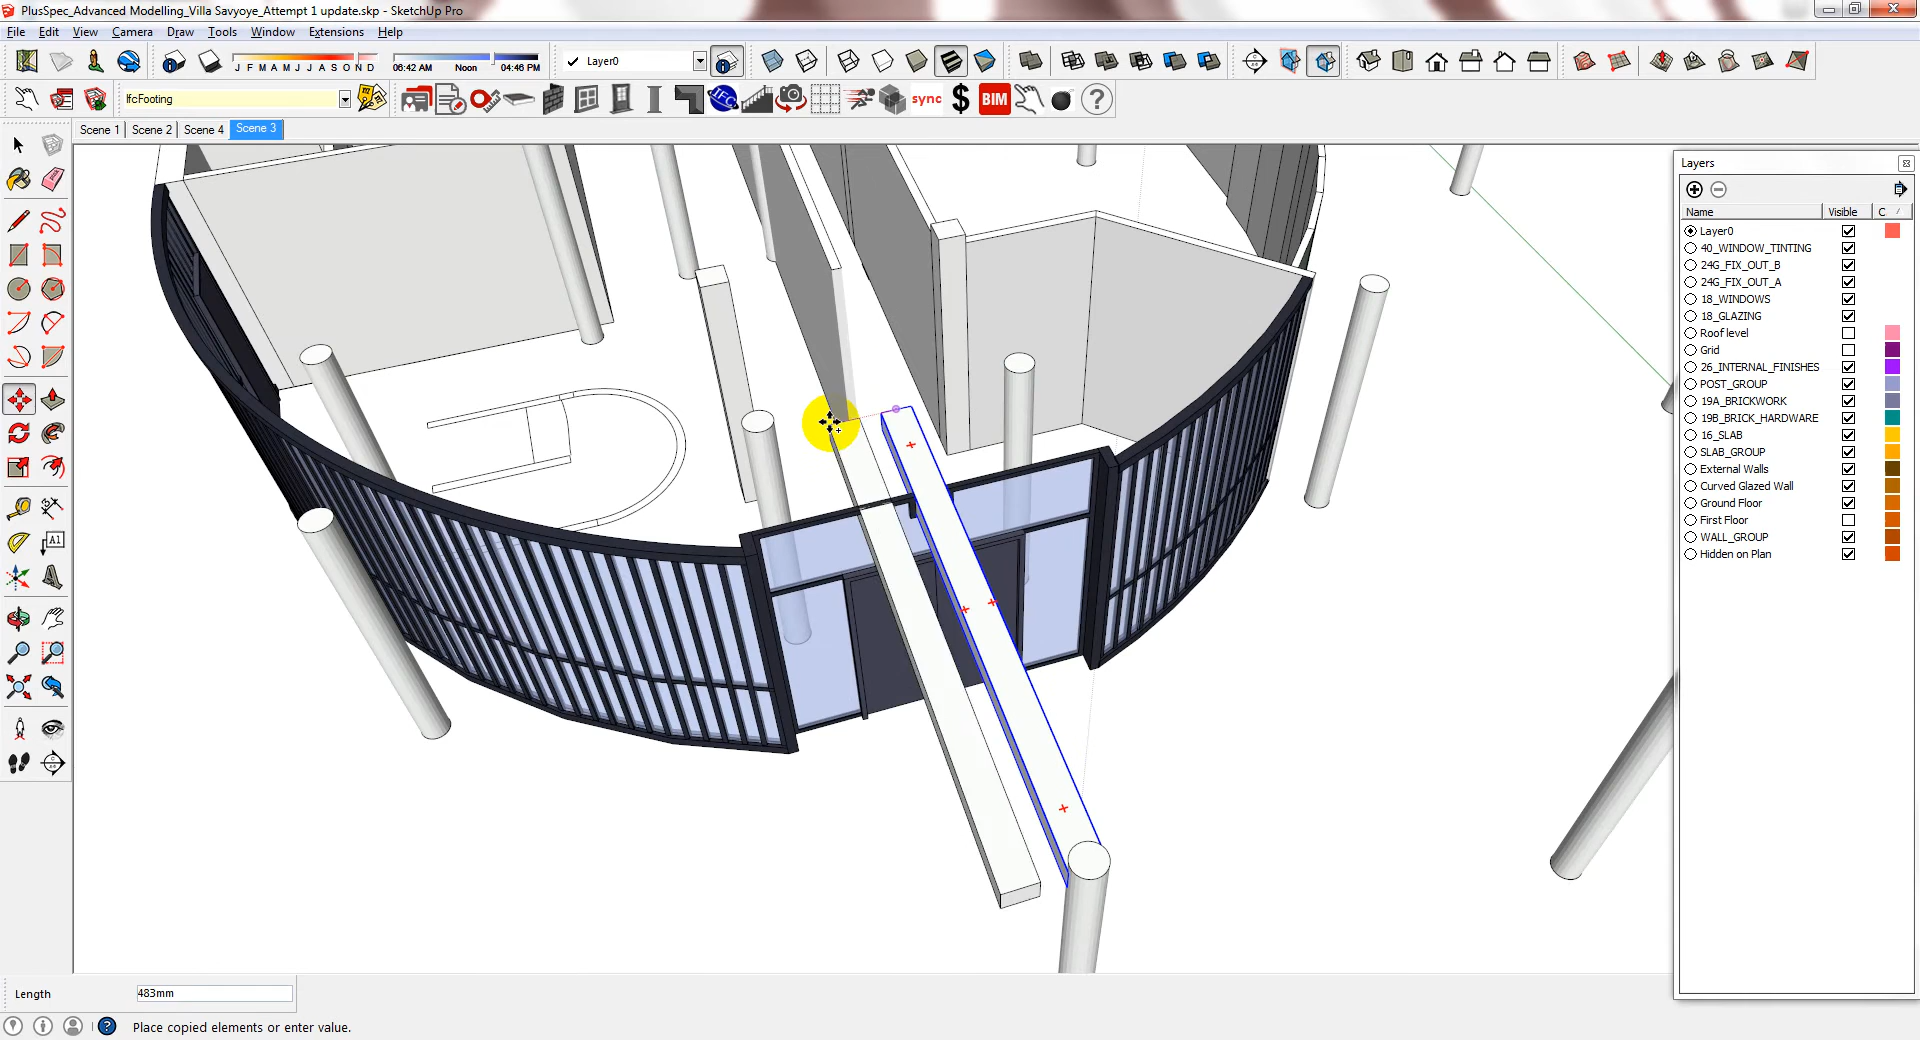 PlusSpec_Advanced Modelling_Villa Savyoye_Attempt 1 update.skp - SketchUp Pro
File Edit View Camera Draw Tools Window Extensions Help
J F M A M J J A S O N D
06:42 AM Noon 04:46 PM
Layer0
IfcFooting
IFC
sync
$
BIM
?
Scene 1
Scene 2
Scene 4
Scene 3
A1
Layers
Name Visible C
Layer0
40_WINDOW_TINTING
24G_FIX_OUT_B
24G_FIX_OUT_A
18_WINDOWS
18_GLAZING
Roof level
Grid
26_INTERNAL_FINISHES
POST_GROUP
19A_BRICKWORK
19B_BRICK_HARDWARE
16_SLAB
SLAB_GROUP
External Walls
Curved Glazed Wall
Ground Floor
First Floor
WALL_GROUP
Hidden on Plan
Length 483mm
Place copied elements or enter value.